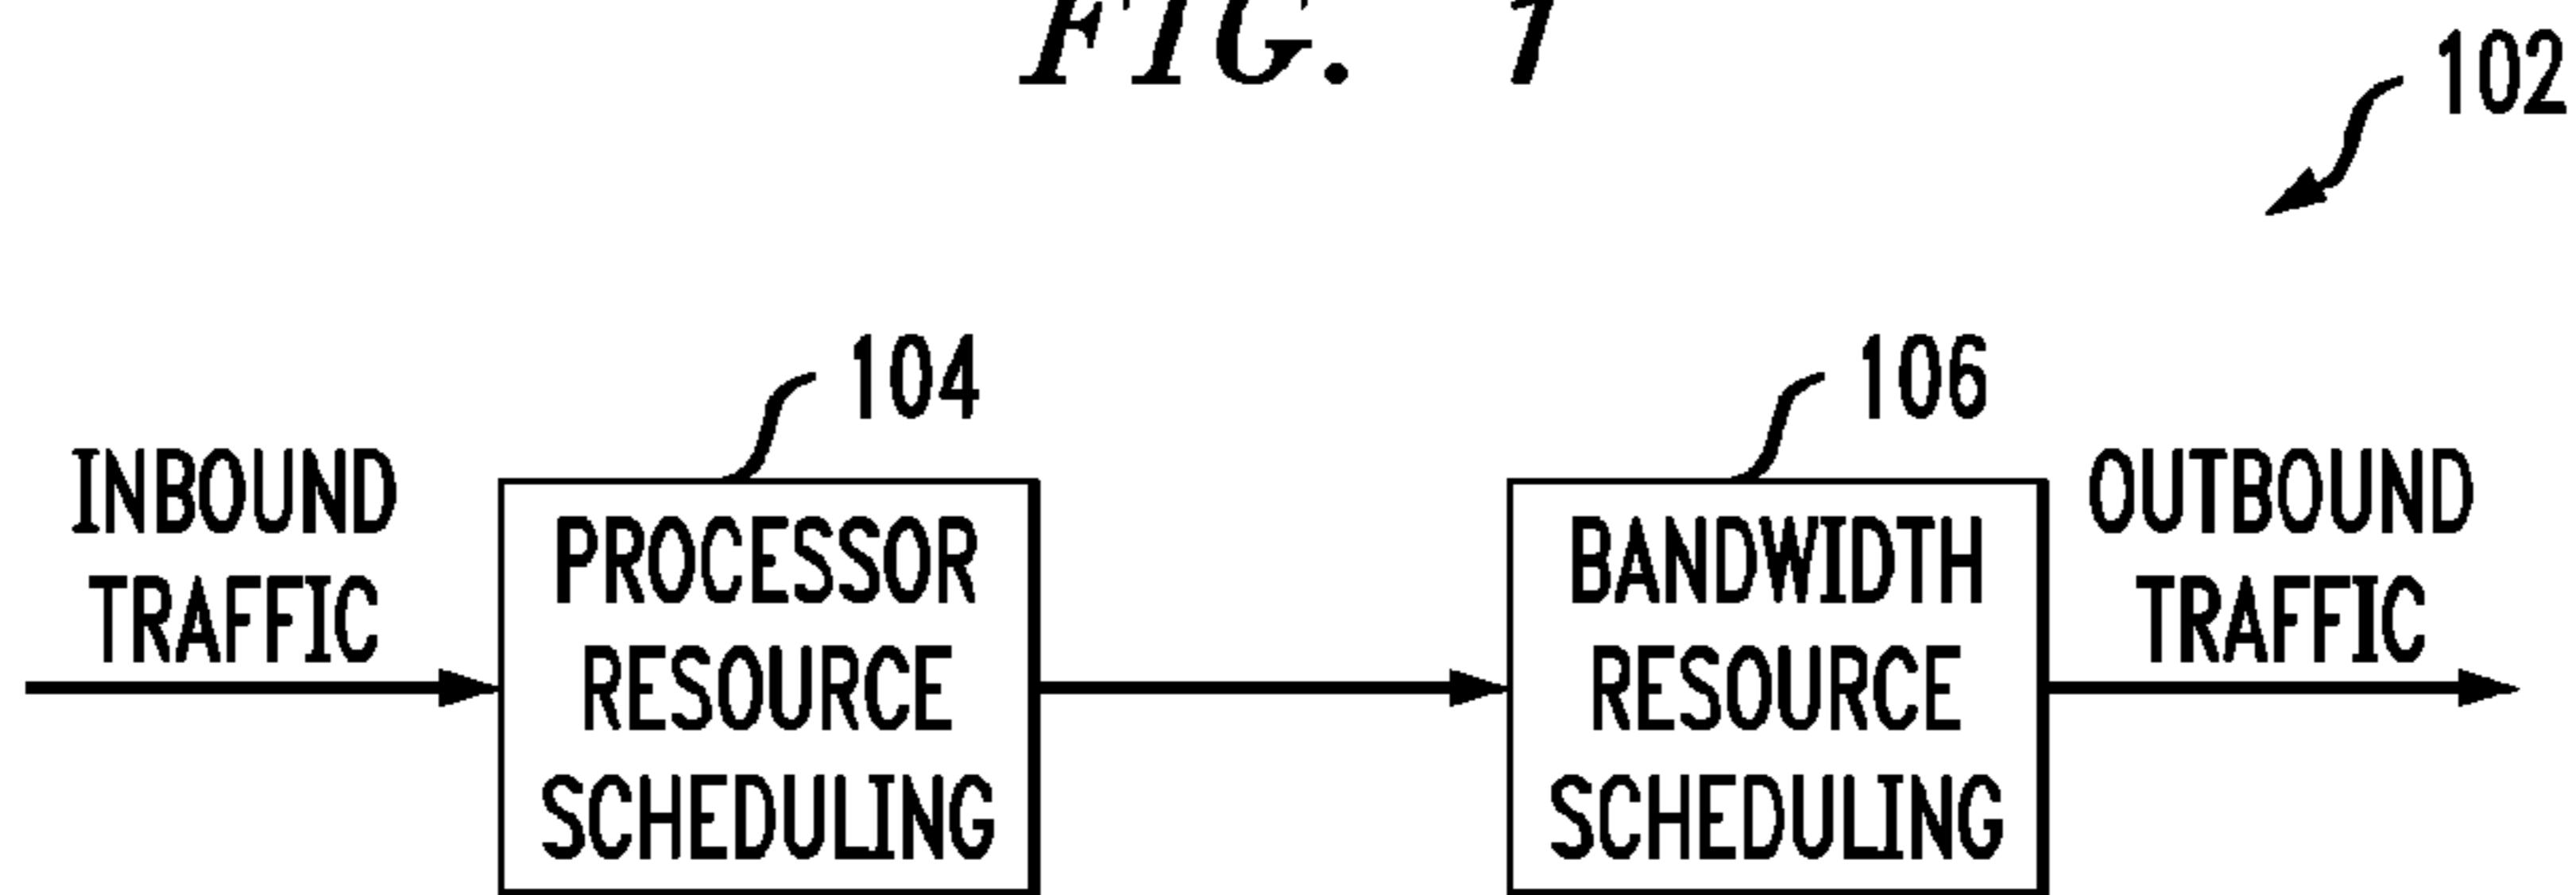 FIG. 1
102
104
106
INBOUND
TRAFFIC
PROCESSOR
RESOURCE
SCHEDULING
BANDWIDTH
RESOURCE
SCHEDULING
OUTBOUND
TRAFFIC